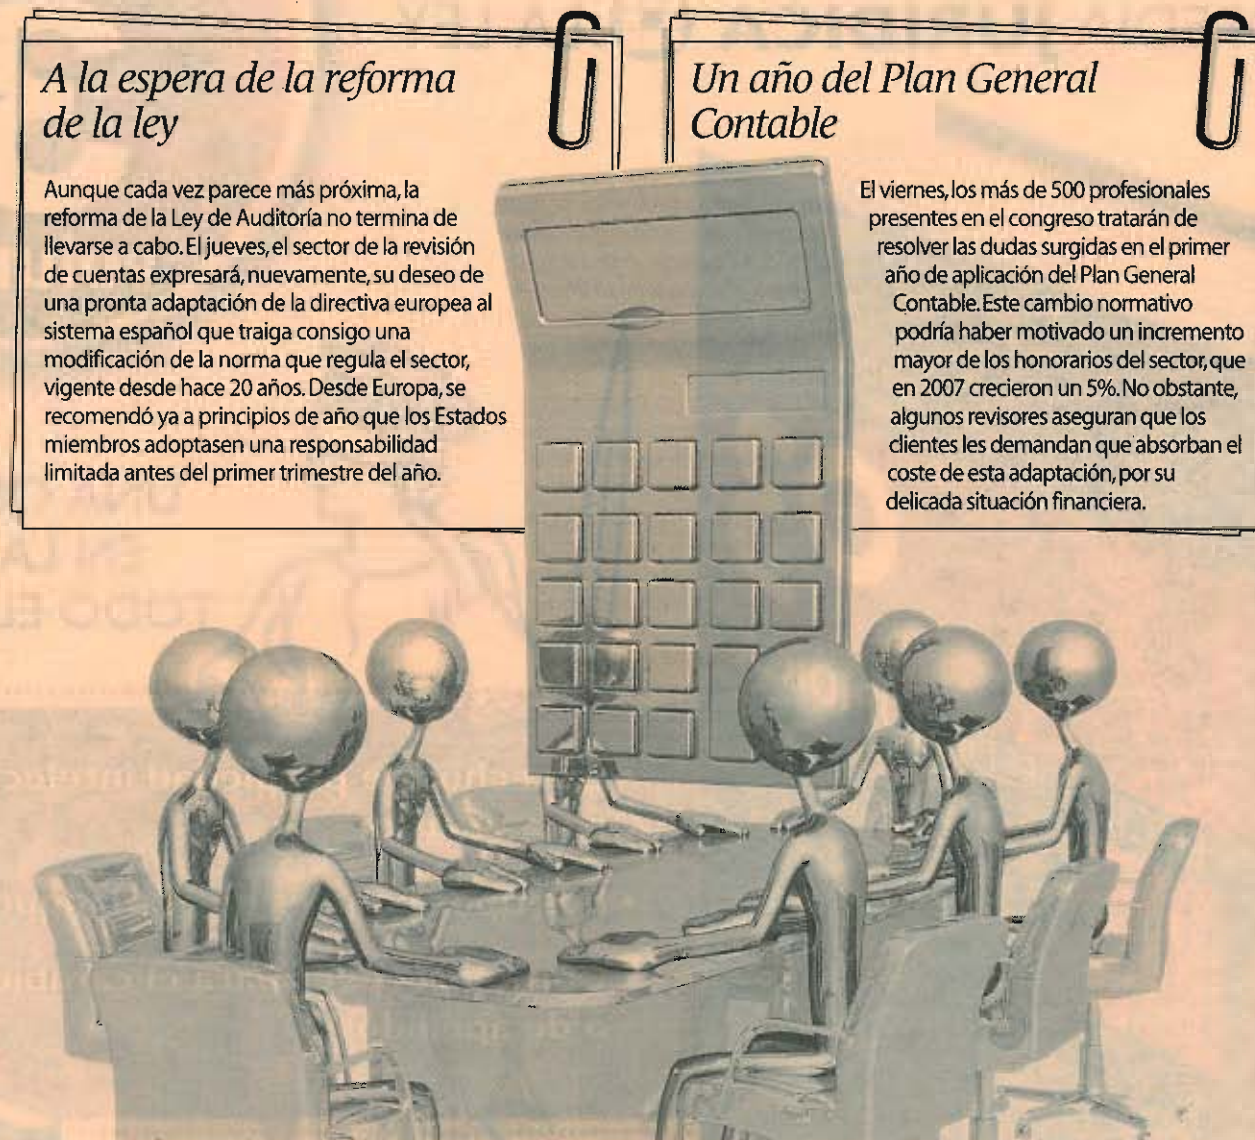 A la espera de la reforma
de la ley
Aunque cada vez parece más próxima, la
reforma de la Ley de Auditoría no termina de
llevarse a cabo. El jueves, el sector de la revisión
de cuentas expresará, nuevamente, su deseo de
una pronta adaptación de la directiva europea al
sistema español que traiga consigo una
modificación de la norma que regula el sector,
vigente desde hace 20 años. Desde Europa, se
recomendó ya a principios de año que los Estados
miembros adoptasen una responsabilidad
limitada antes del primer trimestre del año.
Un año del Plan General
Contable
El viernes, los más de 500 profesionales
presentes en el congreso tratarán de
resolver las dudas surgidas en el primer
año de aplicación del Plan General
Contable. Este cambio normativo
podría haber motivado un incremento
mayor de los honorarios del sector, que
en 2007 crecieron un 5%. No obstante,
algunos revisores aseguran que los
clientes les demandan que absorban el
coste de esta adaptación, por su
delicada situación financiera.